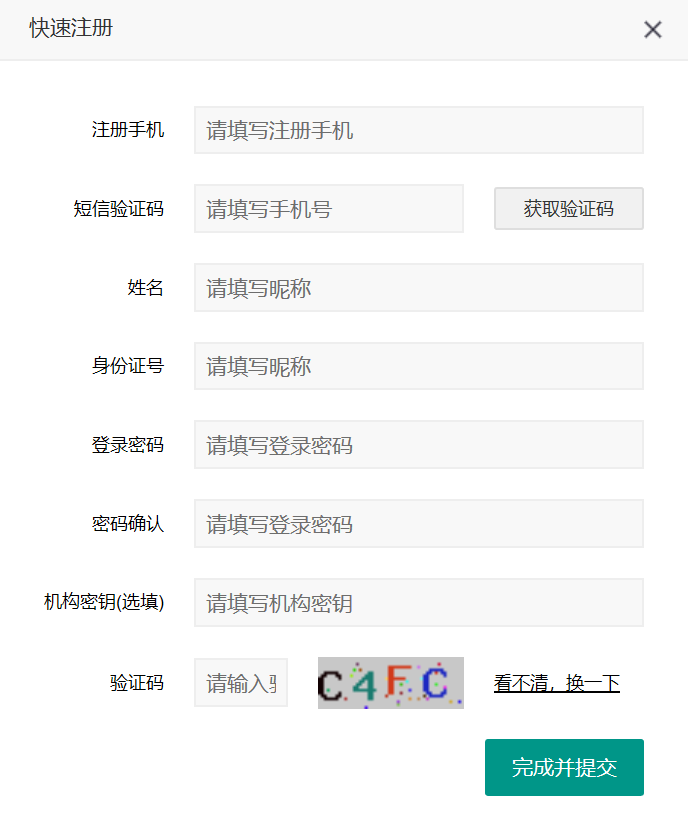 快速注册
注册手机 请填写注册手机
短信验证码 请填写手机号 获取验证码
姓名 请填写昵称
身份证号 请填写昵称
登录密码 请填写登录密码
密码确认 请填写登录密码
机构密钥(选填) 请填写机构密钥
验证码 请输入 C4FC 看不清，换一下
完成并提交